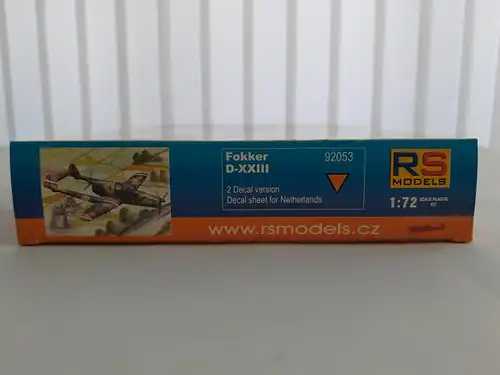 Fokker 92053
D-XXIII
2 Decal version
Decal sheet for Netherlands
RS
MODELS
1:72 SCALE PLASTIC
KIT
www.rsmodels.cz